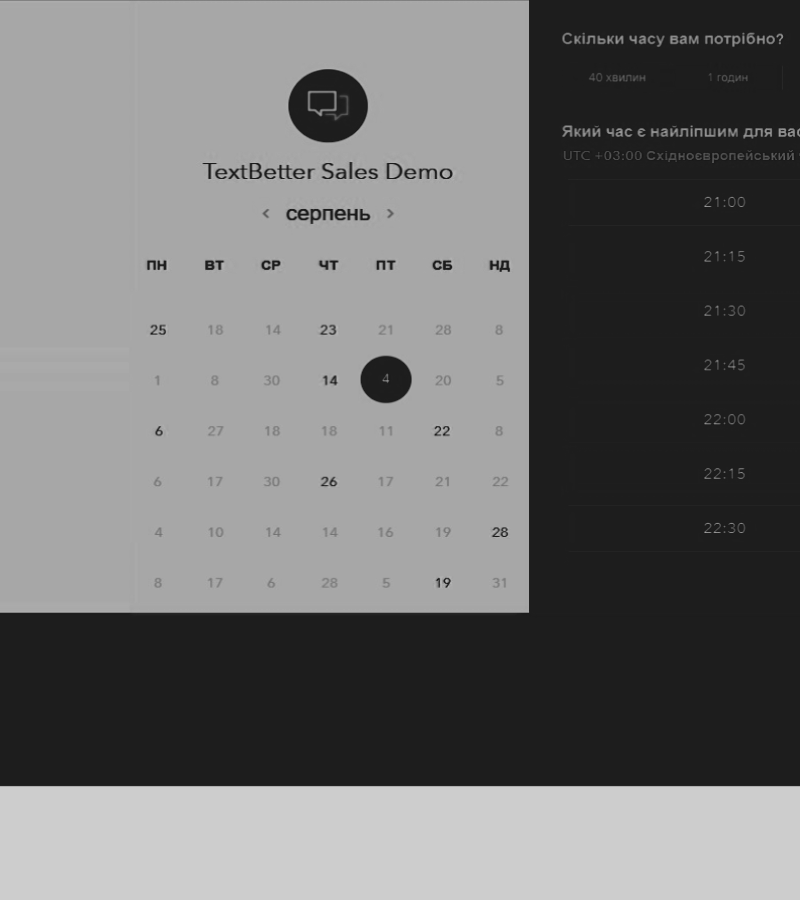 TextBetter Sales Demo
< серпень >
ПН ВТ СР ЧТ ПТ СБ НД
25 18 14 23 21 28 8
1 8 30 14 4 20 5
6 27 18 18 11 22 8
6 17 30 26 17 21 22
4 10 14 14 16 19 28
8 17 6 28 5 19 31
Скільки часу вам потрібно?
40 хвилин 1 годин
Який час є найліпшим для
UTC +03:00 Східноєвропейський
21:00
21:15
21:30
21:45
22:00
22:15
22:30